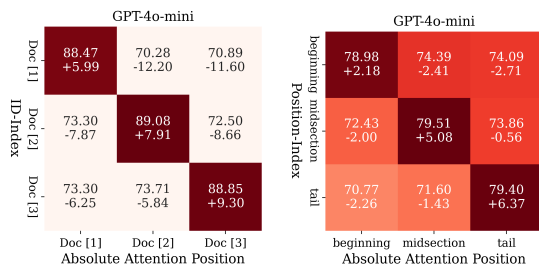 GPT-4o-mini
ID-Index
Doc [1]
88.47
+5.99
70.28
-12.20
70.89
-11.60
Doc [2]
73.30
-7.87
89.08
+7.91
72.50
-8.66
Doc [3]
73.30
-6.25
73.71
-5.84
88.85
+9.30
Doc [1]
Doc [2]
Doc [3]
Absolute Attention Position
GPT-4o-mini
Position-Index
beginning
78.98
+2.18
74.39
-2.41
74.09
-2.71
midsection
72.43
-2.00
79.51
+5.08
73.86
-0.56
tail
70.77
-2.26
71.60
-1.43
79.40
+6.37
beginning
midsection
tail
Absolute Attention Position